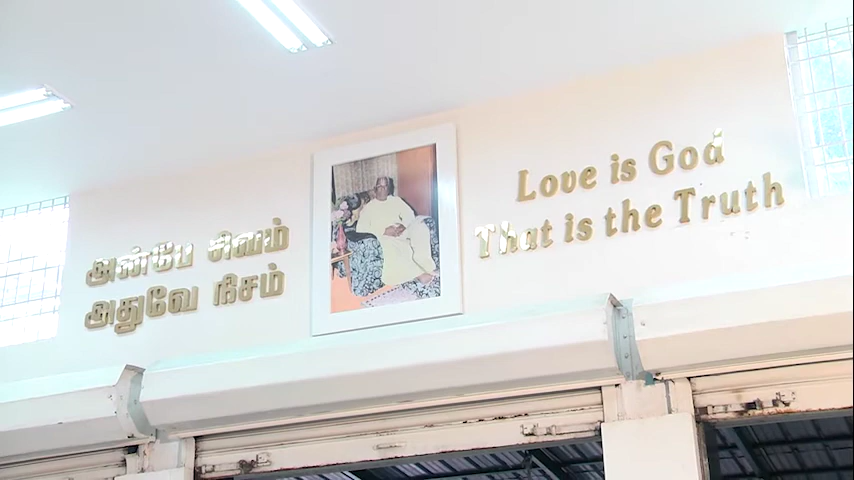 அன்பே சிவம்
அதுவே நிசம்
Love is God
That is the Truth